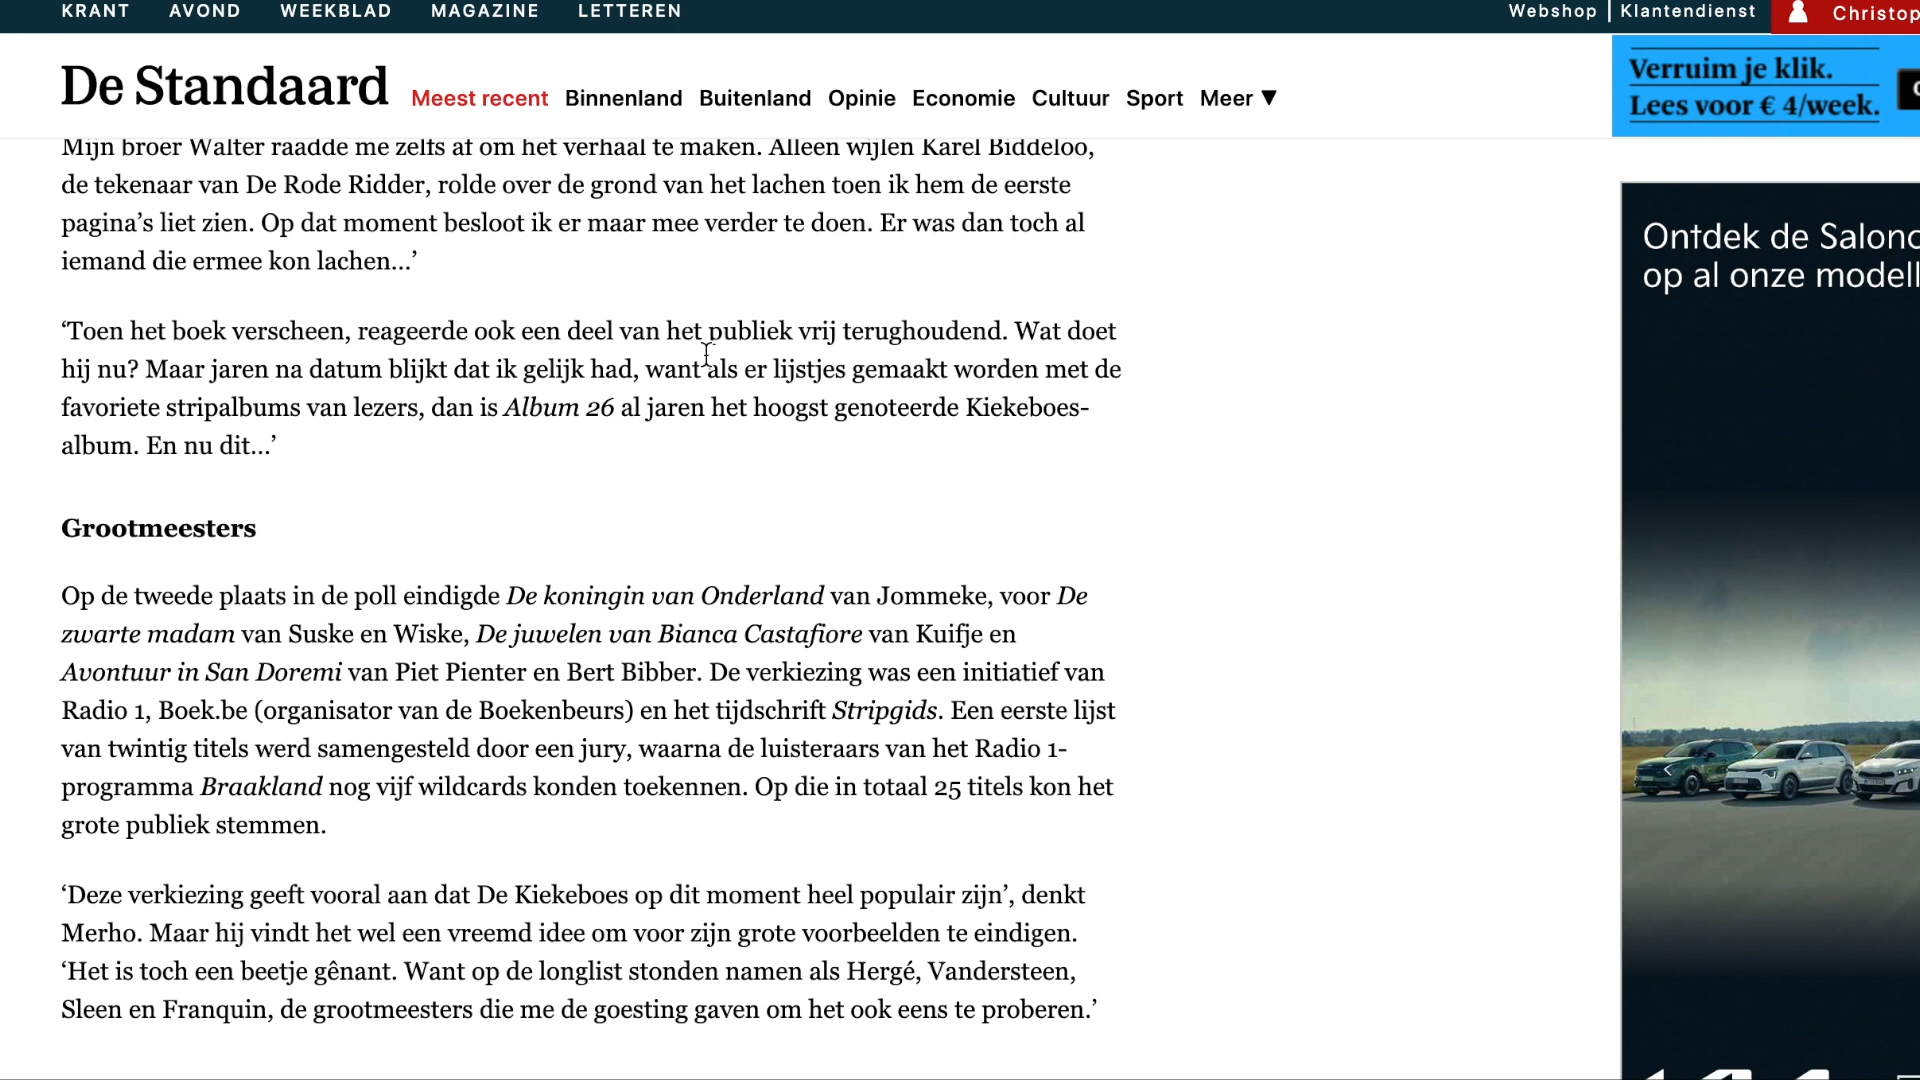 KRANT AVOND WEEKBLAD MAGAZINE LETTEREN Webshop | Klantendienst Christop
De Standaard Meest recent Binnenland Buitenland Opinie Economie Cultuur Sport Meer ▼
Verruim je klik.
Lees voor € 4/week.
Mijn broer Walter raadde me zelfs af om het verhaal te maken. Alleen wijlen Karel Biddeloo,
de tekenaar van De Rode Ridder, rolde over de grond van het lachen toen ik hem de eerste
pagina’s liet zien. Op dat moment besloot ik er maar mee verder te doen. Er was dan toch al
iemand die ermee kon lachen...’
‘Toen het boek verscheen, reageerde ook een deel van het publiek vrij terughoudend. Wat doet
hij nu? Maar jaren na datum blijkt dat ik gelijk had, want als er lijstjes gemaakt worden met de
favoriete stripalbums van lezers, dan is Album 26 al jaren het hoogst genoteerde Kiekeboes-
album. En nu dit...’
Grootmeesters
Op de tweede plaats in de poll eindigde De koningin van Onderland van Jommeke, voor De
zwarte madam van Suske en Wiske, De juwelen van Bianca Castafiore van Kuifje en
Avontuur in San Doremi van Piet Pienter en Bert Bibber. De verkiezing was een initiatief van
Radio 1, Boek.be (organisator van de Boekenbeurs) en het tijdschrift Stripgids. Een eerste lijst
van twintig titels werd samengesteld door een jury, waarna de luisteraars van het Radio 1-
programma Braakland nog vijf wildcards konden toekennen. Op die in totaal 25 titels kon het
grote publiek stemmen.
‘Deze verkiezing geeft vooral aan dat De Kiekeboes op dit moment heel populair zijn’, denkt
Merho. Maar hij vindt het wel een vreemd idee om voor zijn grote voorbeelden te eindigen.
‘Het is toch een beetje gênant. Want op de longlist stonden namen als Hergé, Vandersteen,
Sleen en Franquin, de grootmeesters die me de goesting gaven om het ook eens te proberen.’
Ontdek de Salonc
op al onze modell